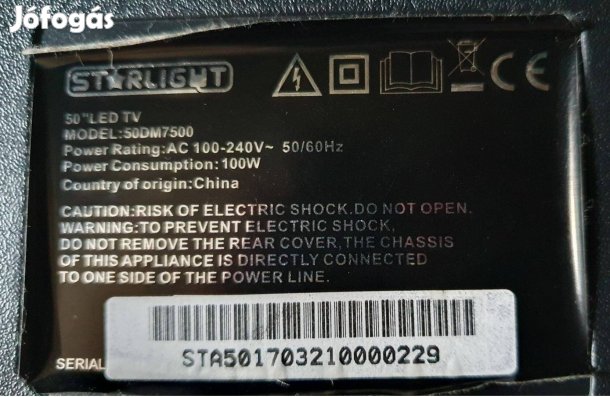 Jófogás
STARLIGHT
50"LED TV
MODEL:50DM7500
Power Rating:AC 100-240V~ 50/60Hz
Power Consumption:100W
Country of origin:China
CAUTION:RISK OF ELECTRIC SHOCK.DO NOT OPEN.
WARNING:TO PREVENT ELECTRIC SHOCK,
DO NOT REMOVE THE REAR COVER,THE CHASSIS
OF THIS APPLIANCE IS DIRECTLY CONNECTED
TO ONE SIDE OF THE POWER LINE.
SERIAL
STA501703210000229